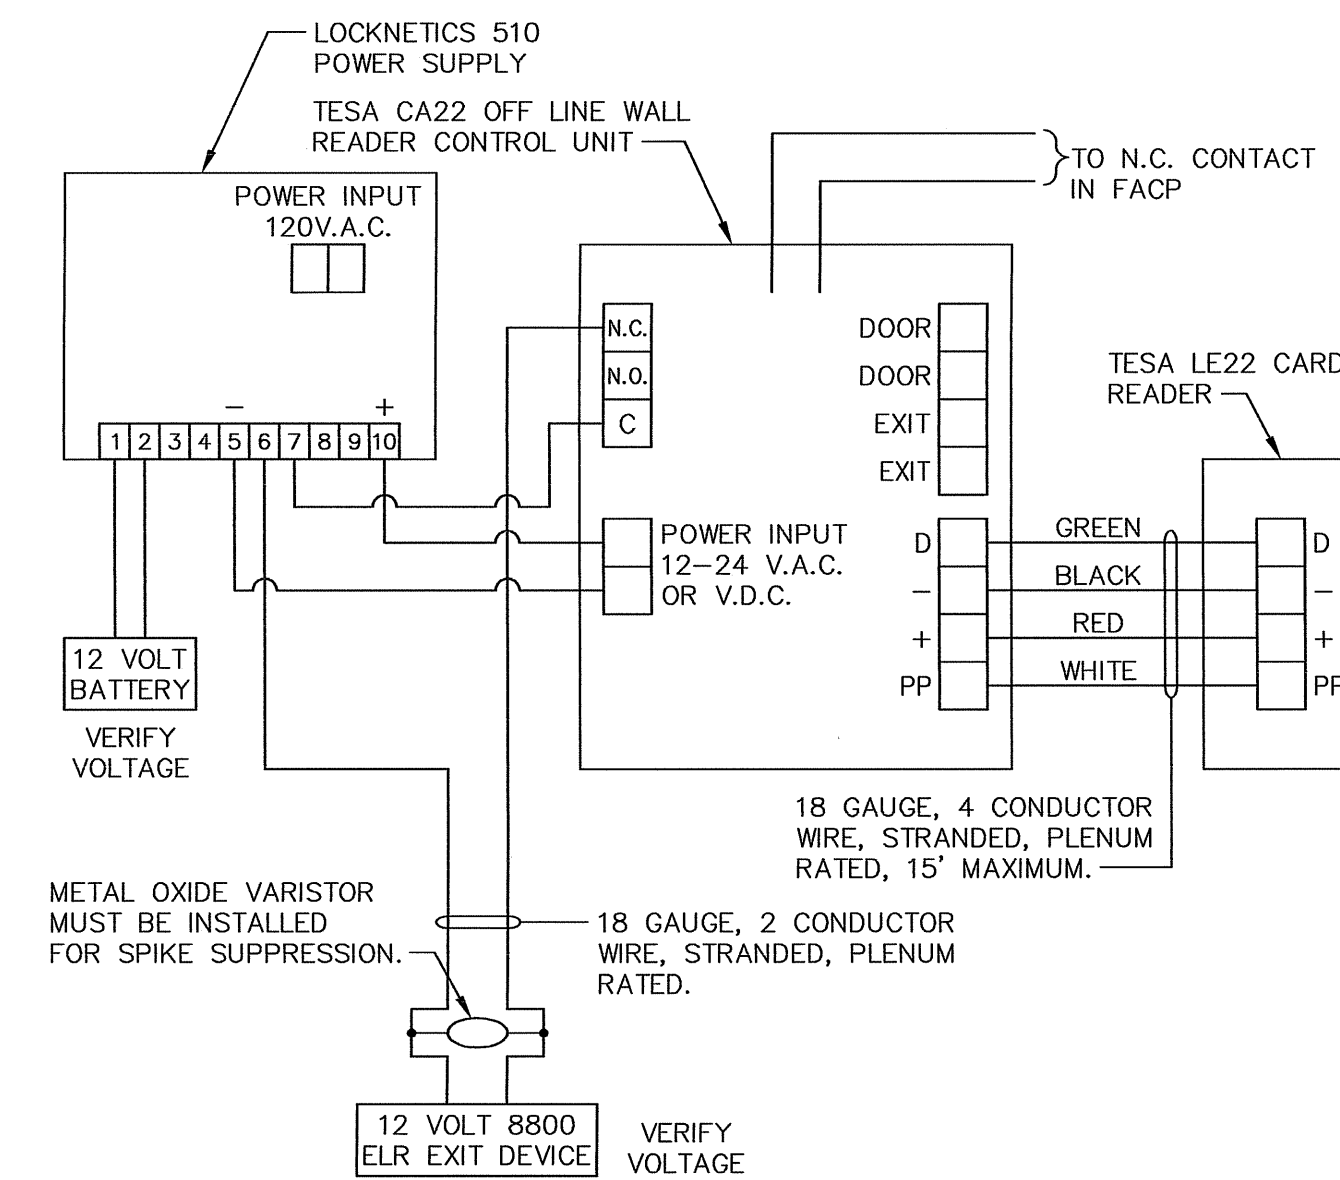 LOCKNETICS 510
POWER SUPPLY
TESA CA22 OFF LINE WALL
READER CONTROL UNIT
TO N.C. CONTACT
IN FACP
POWER INPUT
120V.A.C.
N.C.
N.O.
C
DOOR
DOOR
EXIT
EXIT
TESA LE22 CARD
READER
– +
1 2 3 4 5 6 7 8 9 10
POWER INPUT
12–24 V.A.C.
OR V.D.C.
D GREEN D
– BLACK –
+ RED +
PP WHITE PP
12 VOLT
BATTERY
VERIFY
VOLTAGE
18 GAUGE, 4 CONDUCTOR
WIRE, STRANDED, PLENUM
RATED, 15' MAXIMUM.
METAL OXIDE VARISTOR
MUST BE INSTALLED
FOR SPIKE SUPPRESSION.
18 GAUGE, 2 CONDUCTOR
WIRE, STRANDED, PLENUM
RATED.
12 VOLT 8800
ELR EXIT DEVICE
VERIFY
VOLTAGE